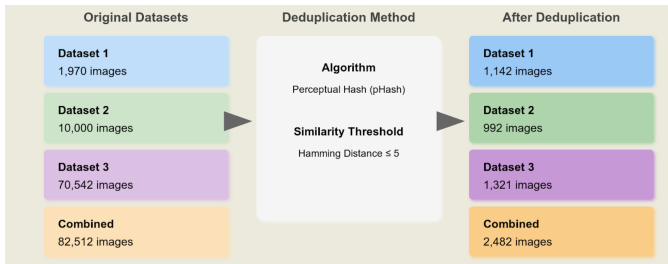 Original Datasets
Deduplication Method
After Deduplication
Dataset 1
1,970 images
Dataset 2
10,000 images
Dataset 3
70,542 images
Combined
82,512 images
Algorithm
Perceptual Hash (pHash)
Similarity Threshold
Hamming Distance ≤ 5
Dataset 1
1,142 images
Dataset 2
992 images
Dataset 3
1,321 images
Combined
2,482 images